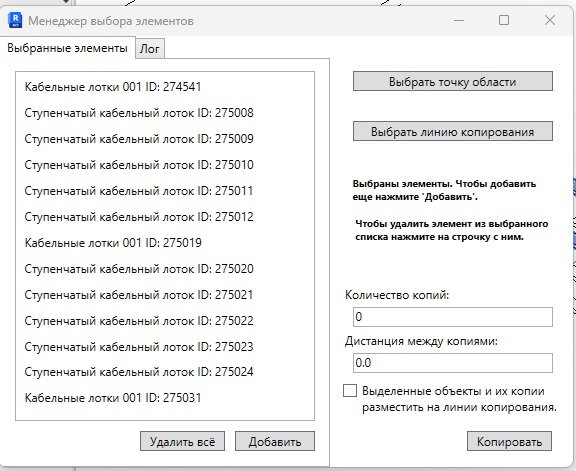 Менеджер выбора элементов
Выбранные элементы
Лог
Кабельные лотки 001 ID: 274541
Ступенчатый кабельный лоток ID: 275008
Ступенчатый кабельный лоток ID: 275009
Ступенчатый кабельный лоток ID: 275010
Ступенчатый кабельный лоток ID: 275011
Ступенчатый кабельный лоток ID: 275012
Кабельные лотки 001 ID: 275019
Ступенчатый кабельный лоток ID: 275020
Ступенчатый кабельный лоток ID: 275021
Ступенчатый кабельный лоток ID: 275022
Ступенчатый кабельный лоток ID: 275023
Ступенчатый кабельный лоток ID: 275024
Кабельные лотки 001 ID: 275031
Удалить всё
Добавить
Выбрать точку области
Выбрать линию копирования
Выбраны элементы. Чтобы добавить
еще нажмите 'Добавить'.
Чтобы удалить элемент из выбранного
списка нажмите на строчку с ним.
Количество копий:
0
Дистанция между копиями:
0.0
Выделенные объекты и их копии
разместить на линии копирования.
Копировать